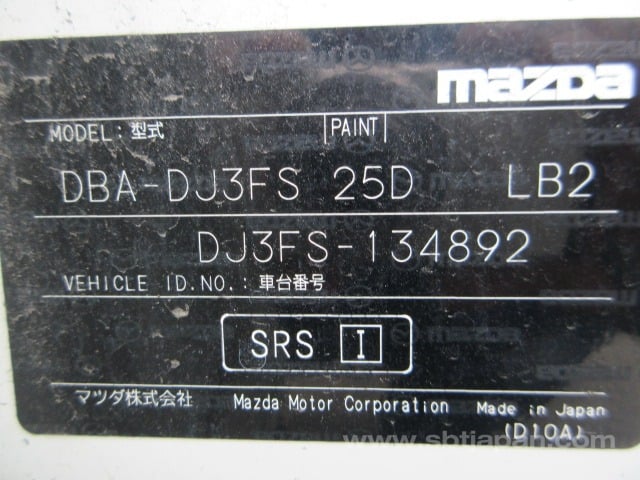 mazda
MODEL: 型式 PAINT
DBA-DJ3FS 25D LB2
DJ3FS-134892
VEHICLE ID.NO.: 車台番号
SRS I
マツダ株式会社 Mazda Motor Corporation Made in Japan
(D10A)
www.sbtjapan.com